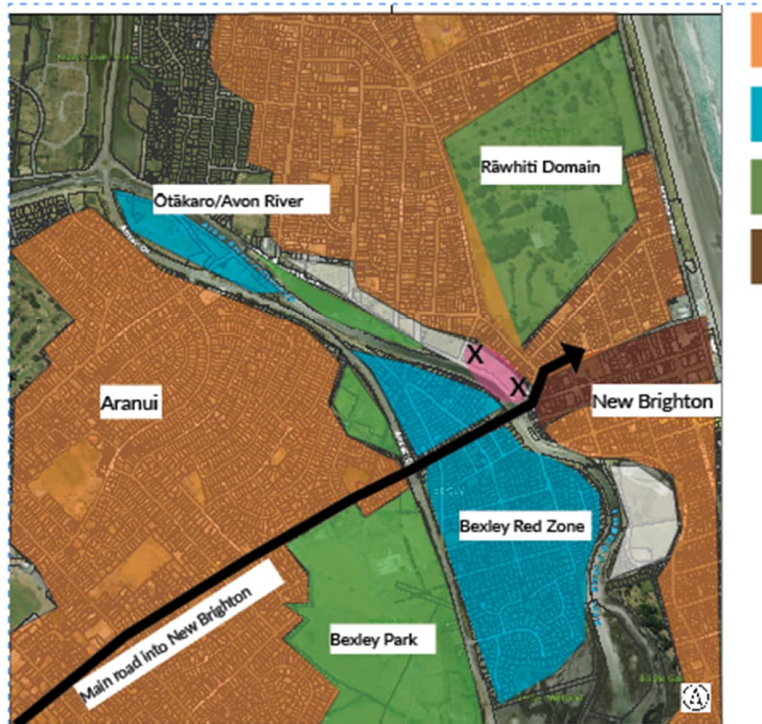 Rāwhiti Domain
Ōtākaro/Avon River
X
X
Aranui
New Brighton
Bexley Red Zone
Main road into New Brighton
Bexley Park